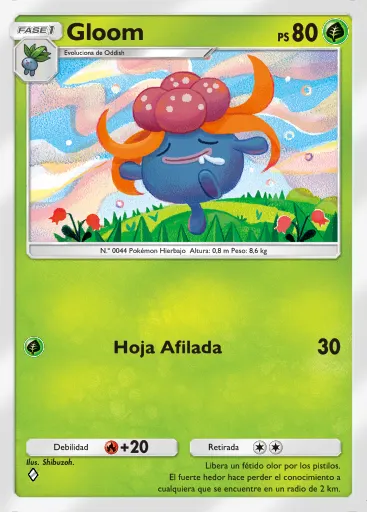 FASE 1
Gloom
PS 80
Evoluciona de Oddish
N.º 0044 Pokémon Hierbajo Altura: 0,8 m Peso: 8,6 kg
Hoja Afilada 30
Debilidad +20 Retirada
Ilus. Shibuzoh.
Libera un fétido olor por los pistilos.
El fuerte hedor hace perder el conocimiento a
cualquiera que se encuentre en un radio de 2 km.